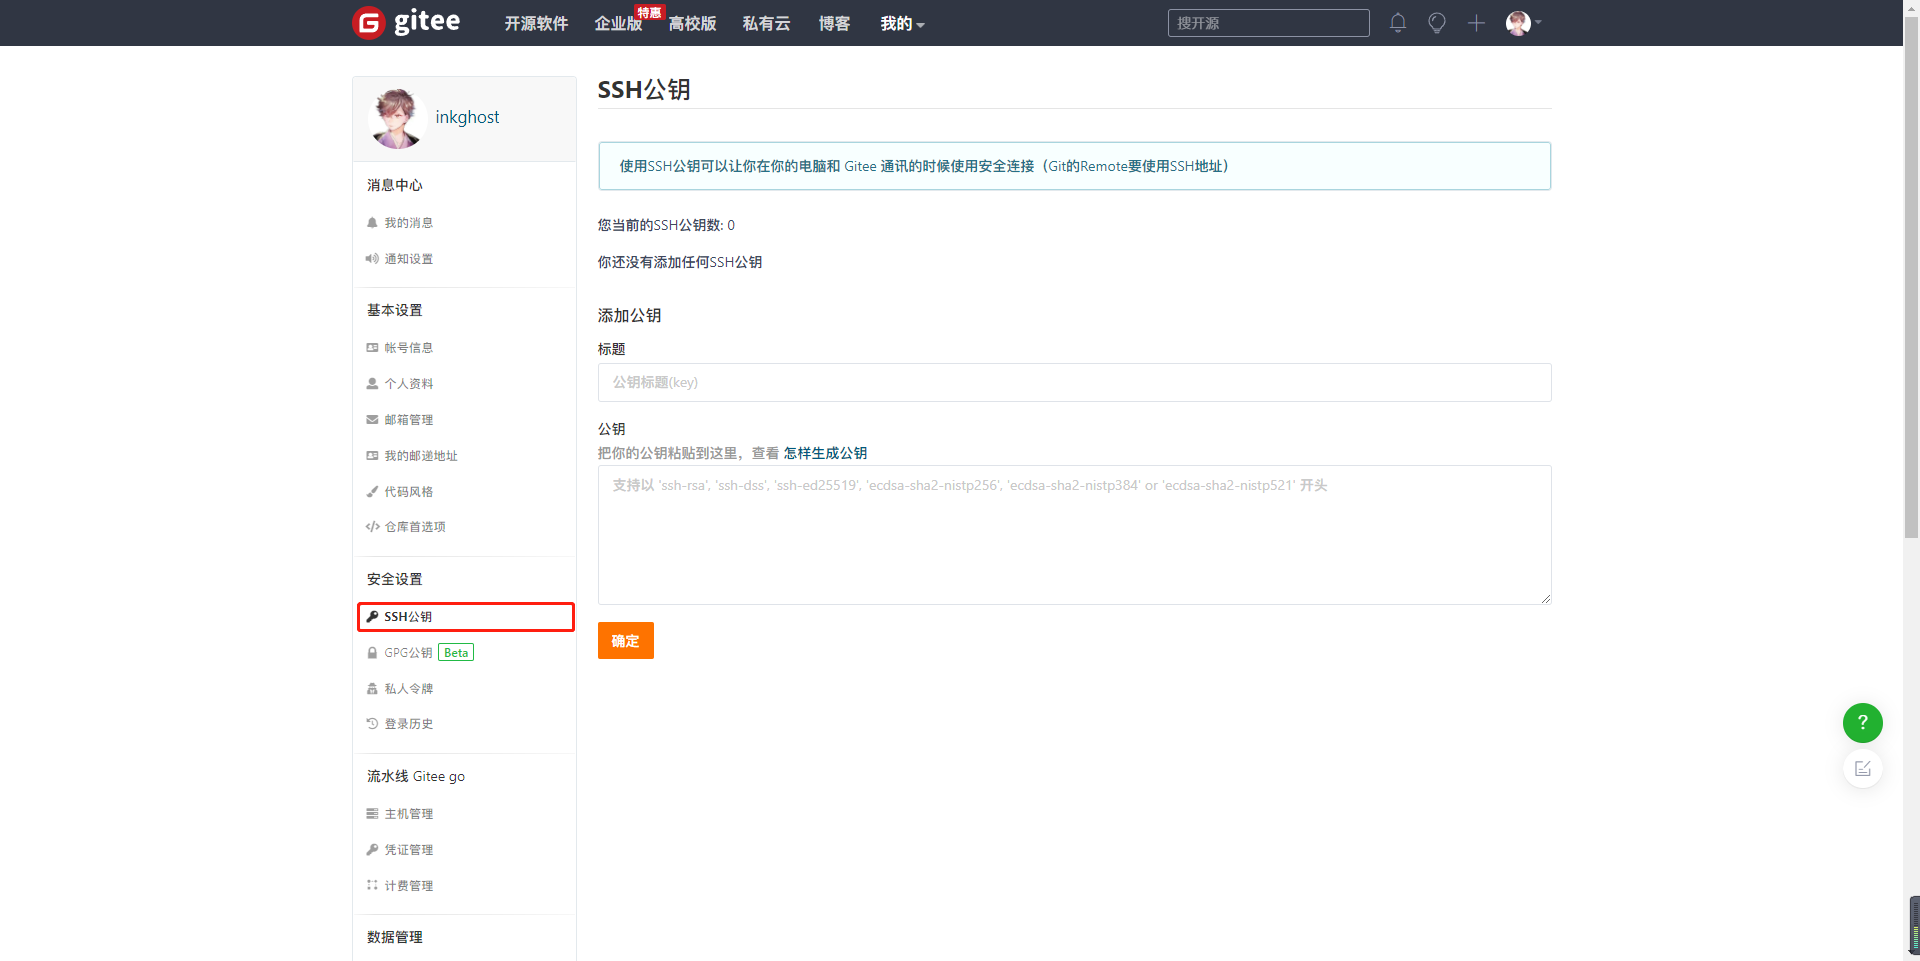 gitee
开源软件
企业版
特惠
高校版
私有云
博客
我的
搜开源
inkghost
消息中心
我的消息
通知设置
基本设置
帐号信息
个人资料
邮箱管理
我的邮递地址
代码风格
仓库首选项
安全设置
SSH公钥
GPG公钥 Beta
私人令牌
登录历史
流水线 Gitee go
主机管理
凭证管理
计费管理
数据管理
SSH公钥
使用SSH公钥可以让你在你的电脑和 Gitee 通讯的时候使用安全连接（Git的Remote要使用SSH地址）
您当前的SSH公钥数: 0
你还没有添加任何SSH公钥
添加公钥
标题
公钥标题(key)
公钥
把你的公钥粘贴到这里，查看 怎样生成公钥
支持以 'ssh-rsa', 'ssh-dss', 'ssh-ed25519', 'ecdsa-sha2-nistp256', 'ecdsa-sha2-nistp384' or 'ecdsa-sha2-nistp521' 开头
确定
?